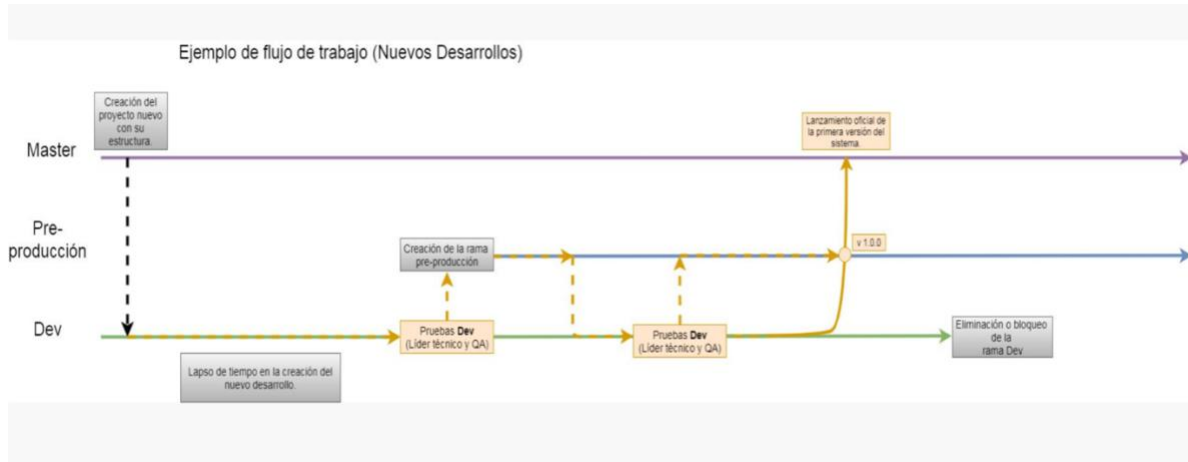 Ejemplo de flujo de trabajo (Nuevos Desarrollos)
Creación del
proyecto nuevo
con su
estructura.
Lanzamiento oficial de
la primera versión del
sistema.
Master
Pre-
producción
Creación de la rama
pre-producción
v 1.0.0
Dev
Pruebas Dev
(Líder técnico y QA)
Pruebas Dev
(Líder técnico y QA)
Eliminación o bloqueo
de la
rama Dev
Lapso de tiempo en la creación del
nuevo desarrollo.